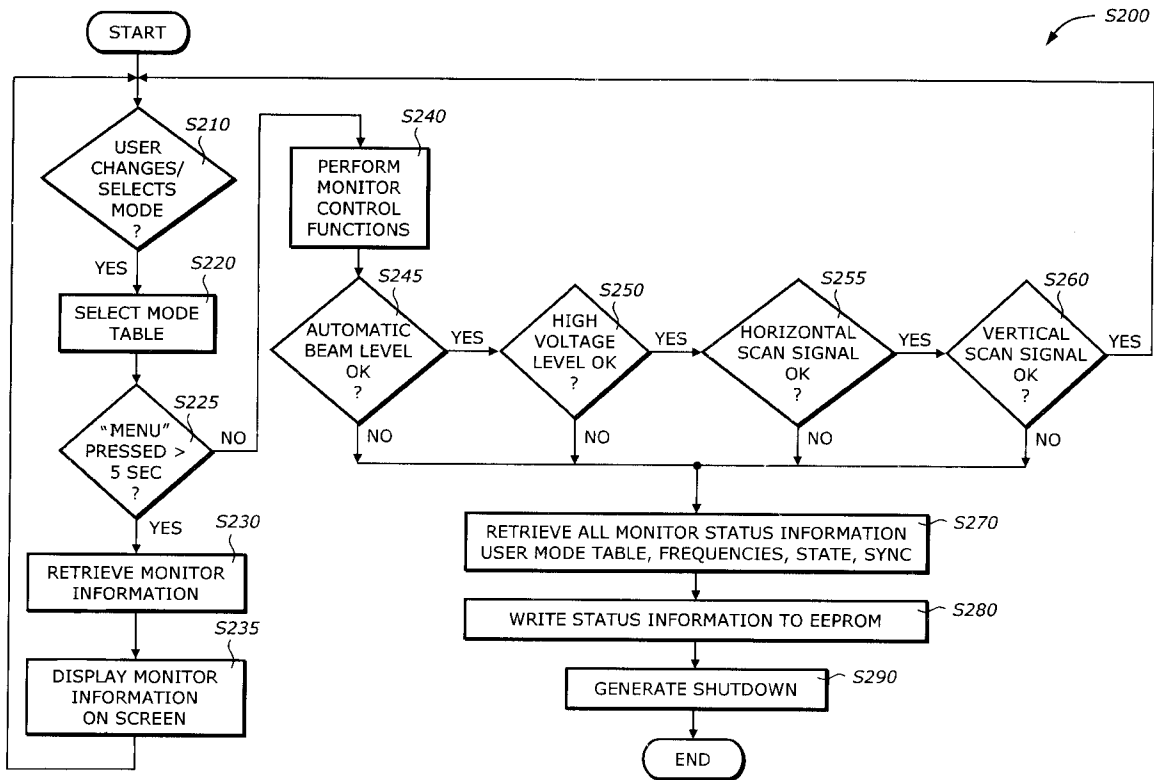 START
S200
S210
USER
CHANGES/
SELECTS
MODE
?
YES
S220
SELECT MODE
TABLE
S225
"MENU"
PRESSED >
5 SEC
?
NO
YES
S230
RETRIEVE MONITOR
INFORMATION
S235
DISPLAY MONITOR
INFORMATION
ON SCREEN
S240
PERFORM
MONITOR
CONTROL
FUNCTIONS
S245
AUTOMATIC
BEAM LEVEL
OK
?
YES
NO
S250
HIGH
VOLTAGE
LEVEL OK
?
YES
NO
S255
HORIZONTAL
SCAN SIGNAL
OK
?
YES
NO
S260
VERTICAL
SCAN SIGNAL
OK
?
YES
NO
S270
RETRIEVE ALL MONITOR STATUS INFORMATION
USER MODE TABLE, FREQUENCIES, STATE, SYNC
S280
WRITE STATUS INFORMATION TO EEPROM
S290
GENERATE SHUTDOWN
END